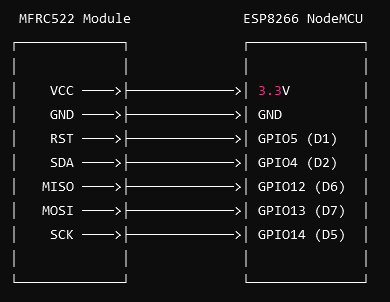 MFRC522 Module ESP8266 NodeMCU
VCC 3.3V
GND GND
RST GPIO5 (D1)
SDA GPIO4 (D2)
MISO GPIO12 (D6)
MOSI GPIO13 (D7)
SCK GPIO14 (D5)